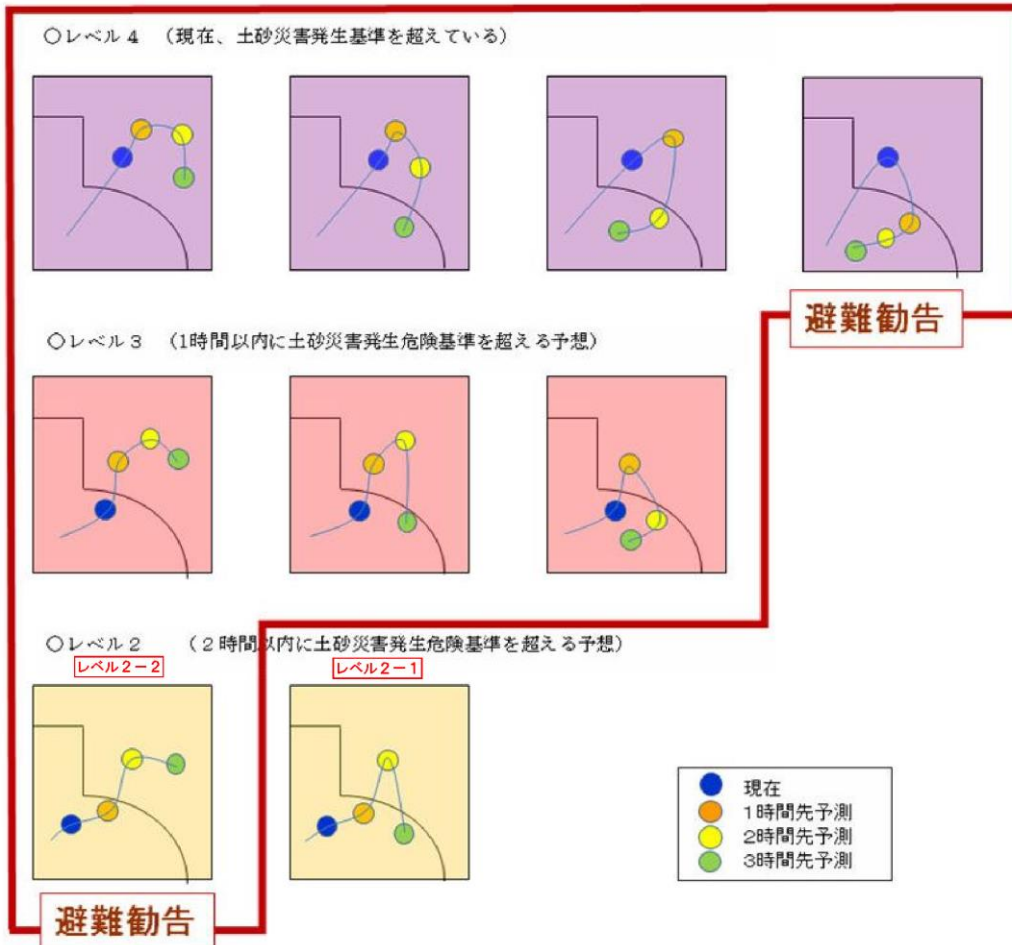 ○レベル４　（現在、土砂災害発生基準を超えている）
避難勧告
○レベル３　（1時間以内に土砂災害発生危険基準を超える予想）
○レベル２　　（２時間以内に土砂災害発生危険基準を超える予想）
レベル２－２
レベル２－１
現在
1時間先予測
2時間先予測
3時間先予測
避難勧告